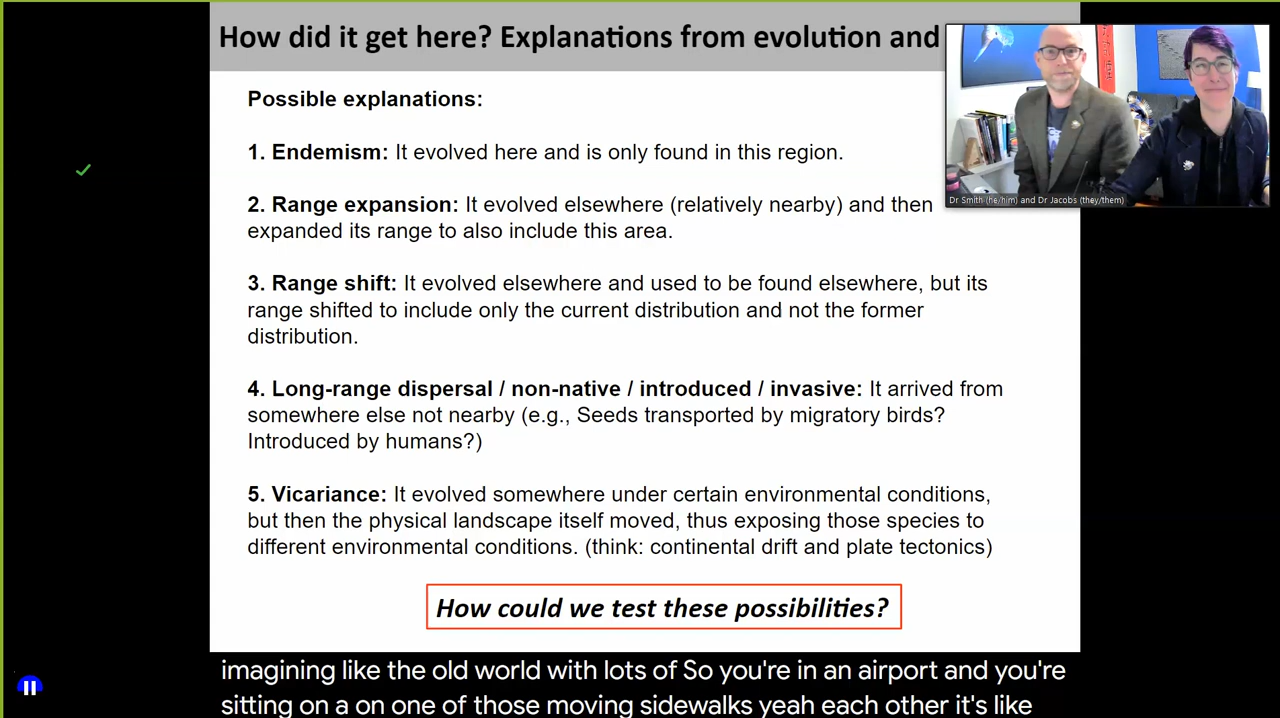 How did it get here? Explanations from evolution and
Possible explanations:
1. Endemism: It evolved here and is only found in this region.
2. Range expansion: It evolved elsewhere (relatively nearby) and then
expanded its range to also include this area.
3. Range shift: It evolved elsewhere and used to be found elsewhere, but its
range shifted to include only the current distribution and not the former
distribution.
4. Long-range dispersal / non-native / introduced / invasive: It arrived from
somewhere else not nearby (e.g., Seeds transported by migratory birds?
Introduced by humans?)
5. Vicariance: It evolved somewhere under certain environmental conditions,
but then the physical landscape itself moved, thus exposing those species to
different environmental conditions. (think: continental drift and plate tectonics)
How could we test these possibilities?
Dr Smith (he/him) and Dr Jacobs (they/them)
imagining like the old world with lots of So you're in an airport and you're
sitting on a on one of those moving sidewalks yeah each other it's like